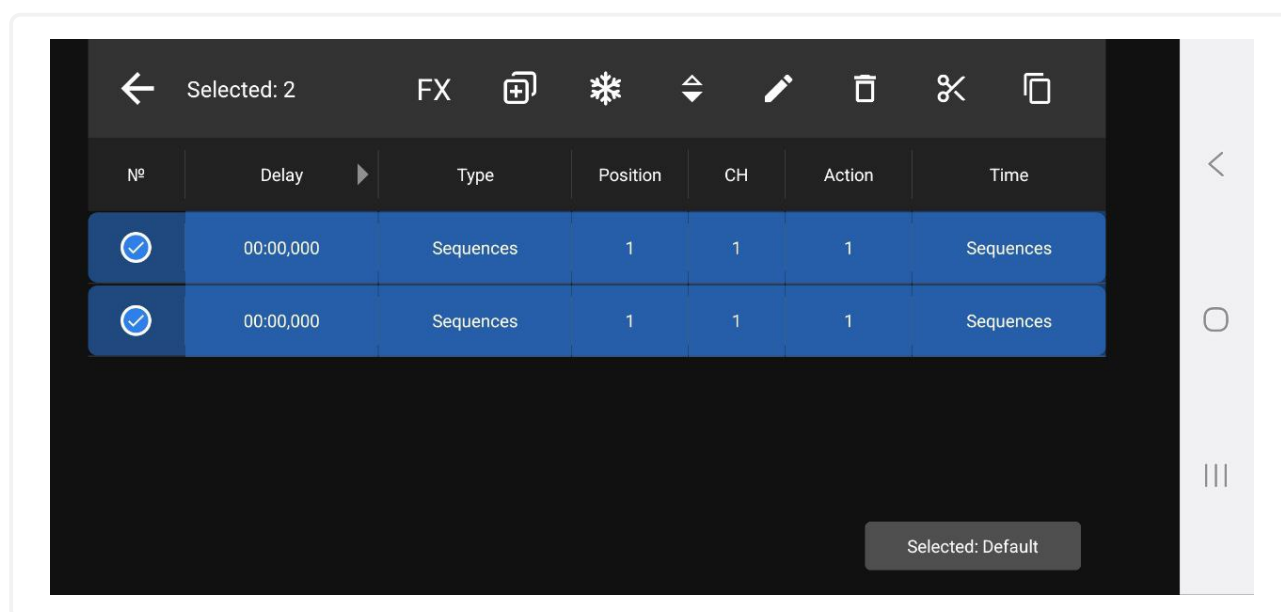 Selected: 2 FX
Nº Delay Type Position CH Action Time
00:00,000 Sequences 1 1 1 Sequences
00:00,000 Sequences 1 1 1 Sequences
Selected: Default